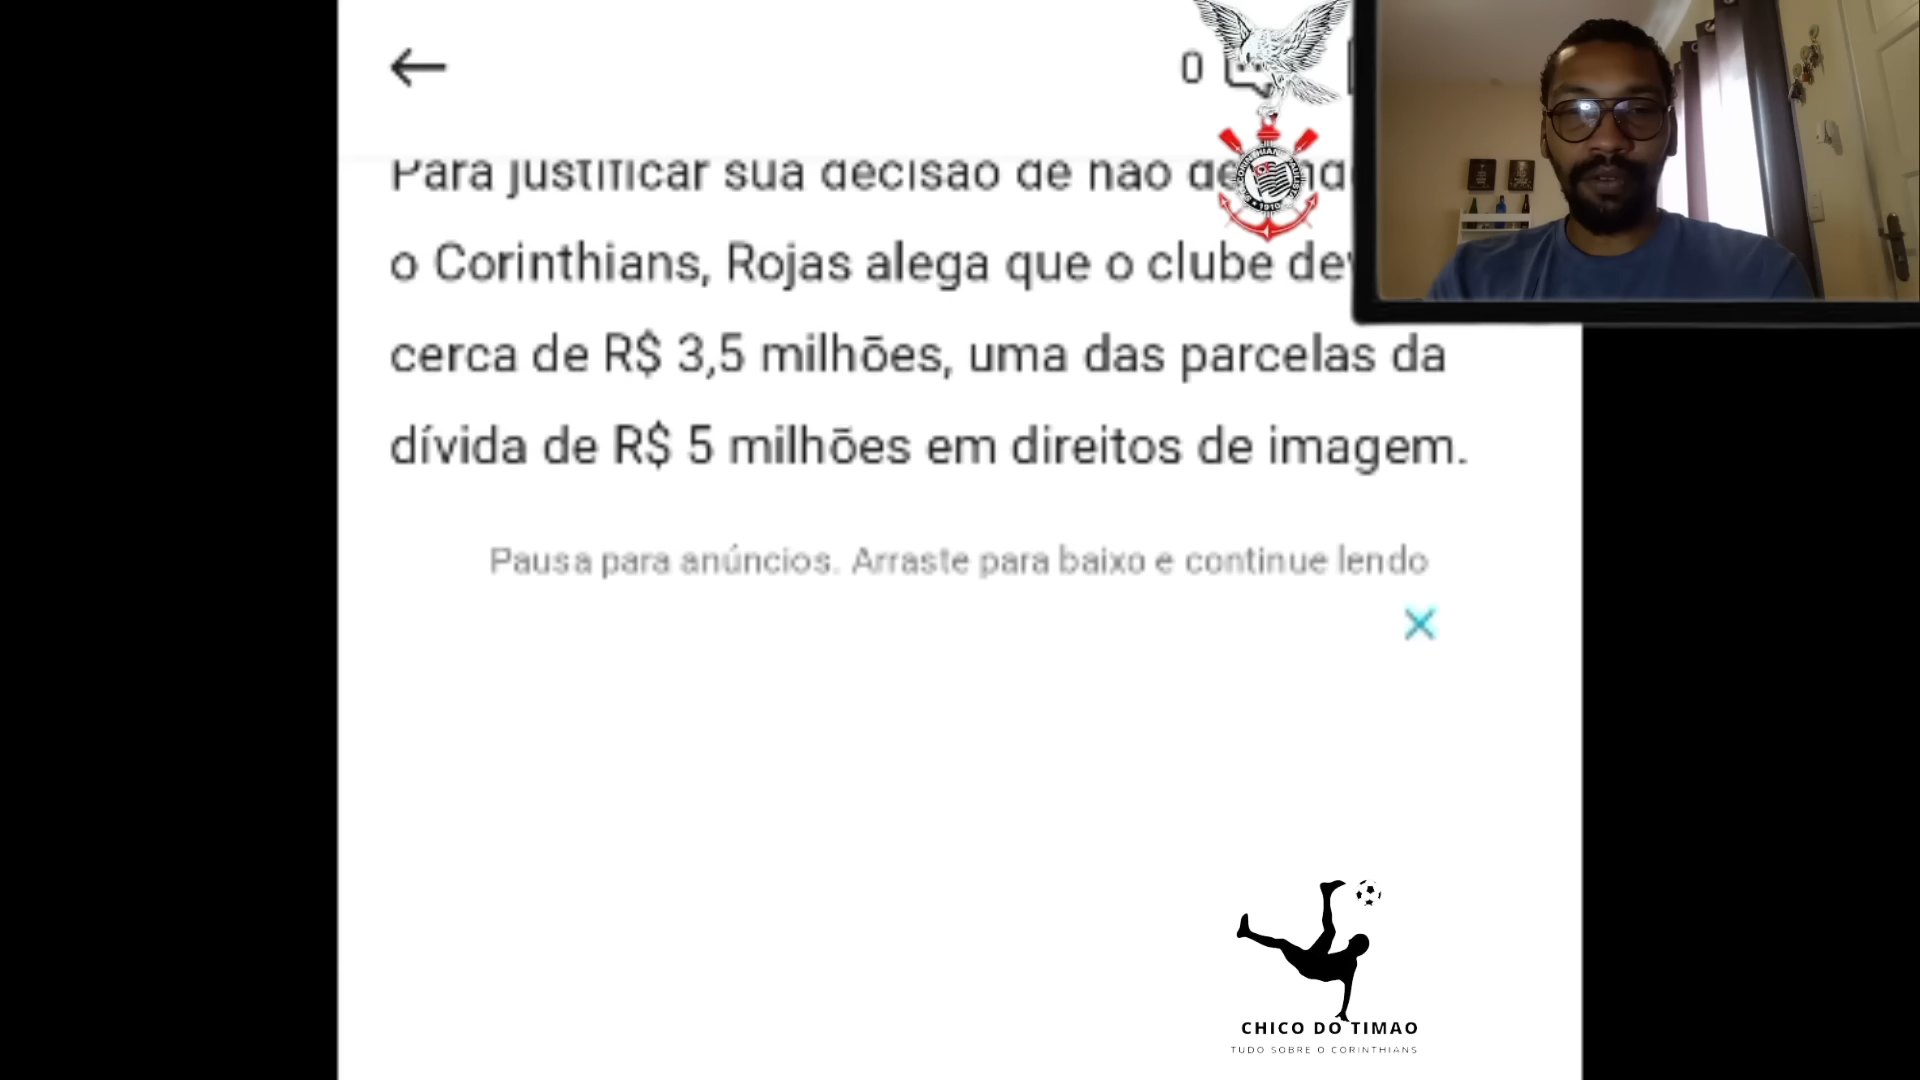 0
Para justificar sua decisão de não
o Corinthians, Rojas alega que o clube
cerca de R$ 3,5 milhões, uma das parcelas da
dívida de R$ 5 milhões em direitos de imagem.
Pausa para anúncios. Arraste para baixo e continue lendo
CHICO DO TIMAO
TUDO SOBRE O CORINTHIANS